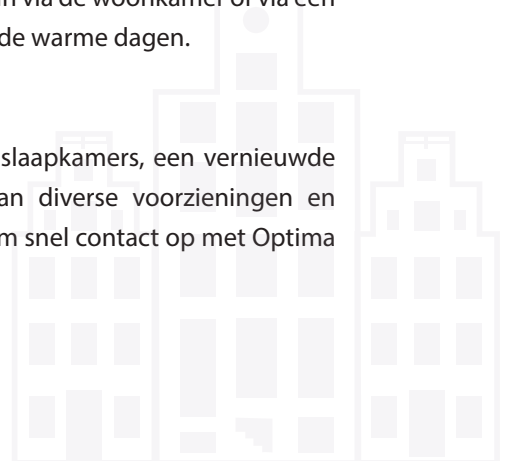 via de woonkamer of via een
de warme dagen.
slaapkamers, een vernieuwde
an diverse voorzieningen en
m snel contact op met Optima